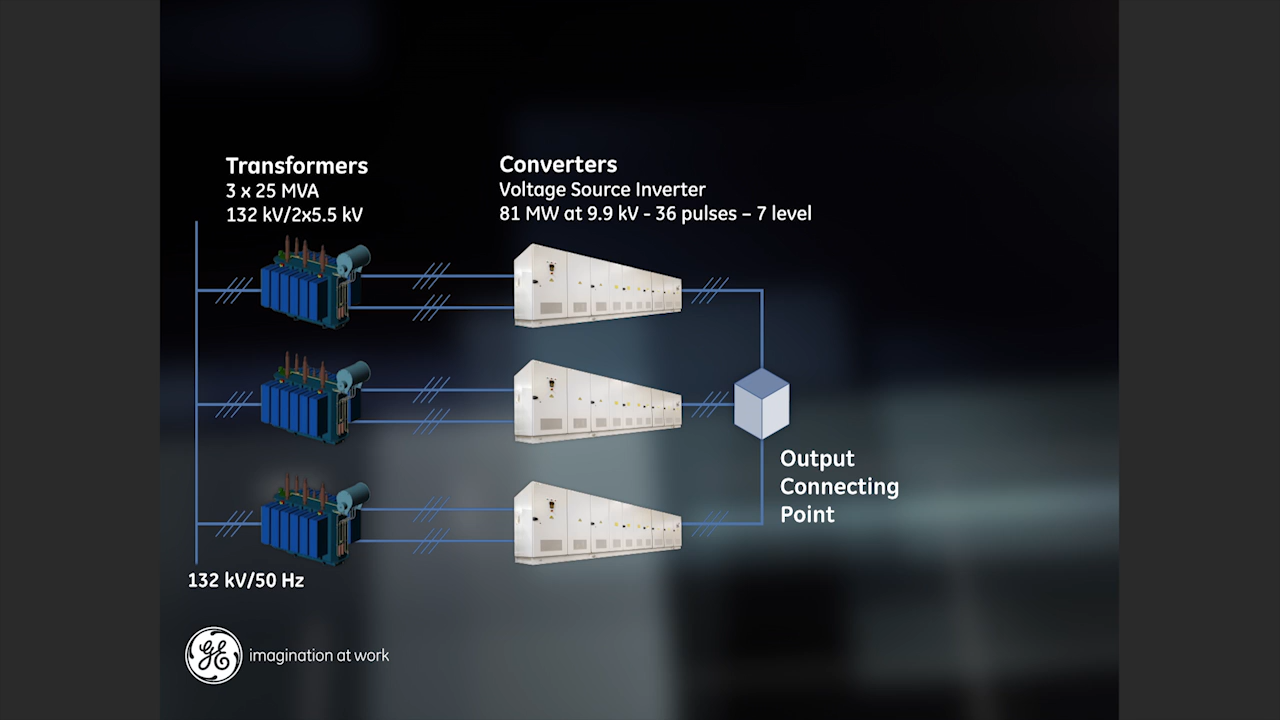 Transformers
3 x 25 MVA
132 kV/2x5.5 kV
Converters
Voltage Source Inverter
81 MW at 9.9 kV - 36 pulses – 7 level
Output
Connecting
Point
132 kV/50 Hz
GE
imagination at work